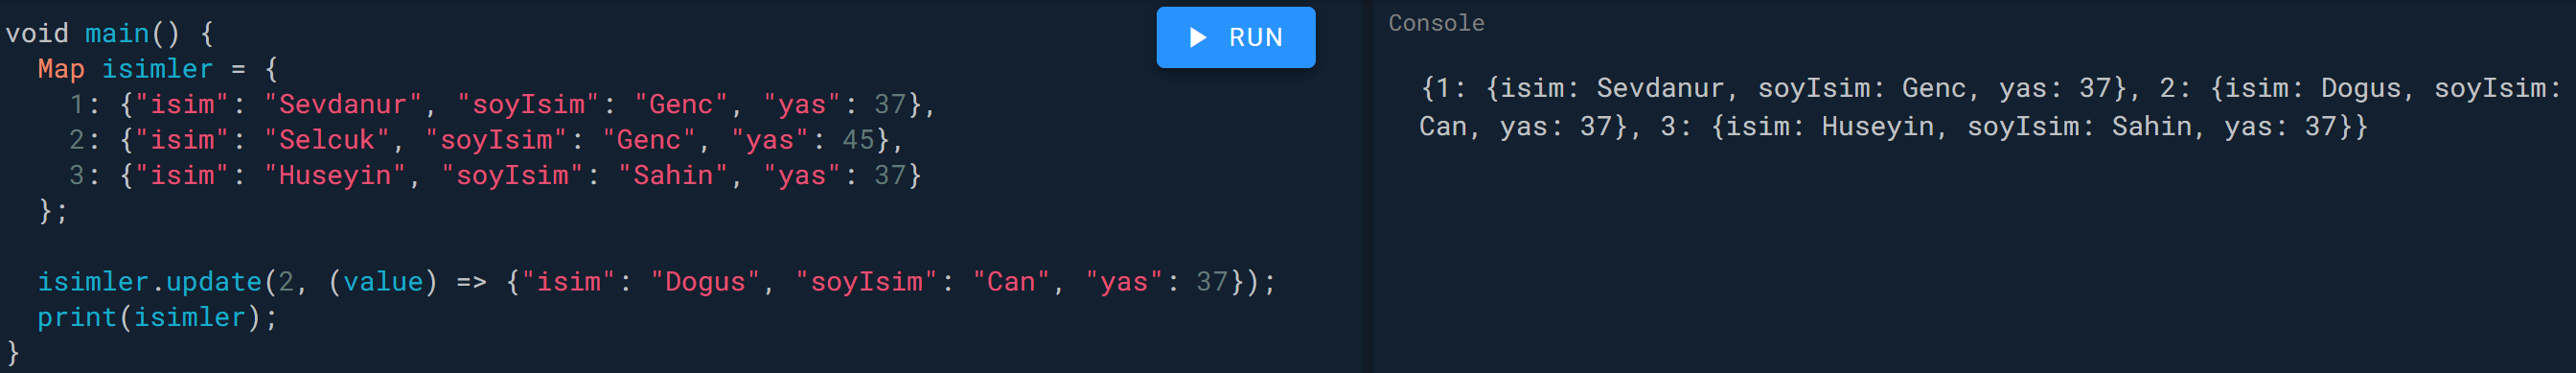 void main() {
  Map isimler = {
    1: {"isim": "Sevdanur", "soyIsim": "Genc", "yas": 37},
    2: {"isim": "Selcuk", "soyIsim": "Genc", "yas": 45},
    3: {"isim": "Huseyin", "soyIsim": "Sahin", "yas": 37}
  };
  isimler.update(2, (value) => {"isim": "Dogus", "soyIsim": "Can", "yas": 37});
  print(isimler);
}
RUN
Console
{1: {isim: Sevdanur, soyIsim: Genc, yas: 37}, 2: {isim: Dogus, soyIsim:
Can, yas: 37}, 3: {isim: Huseyin, soyIsim: Sahin, yas: 37}}